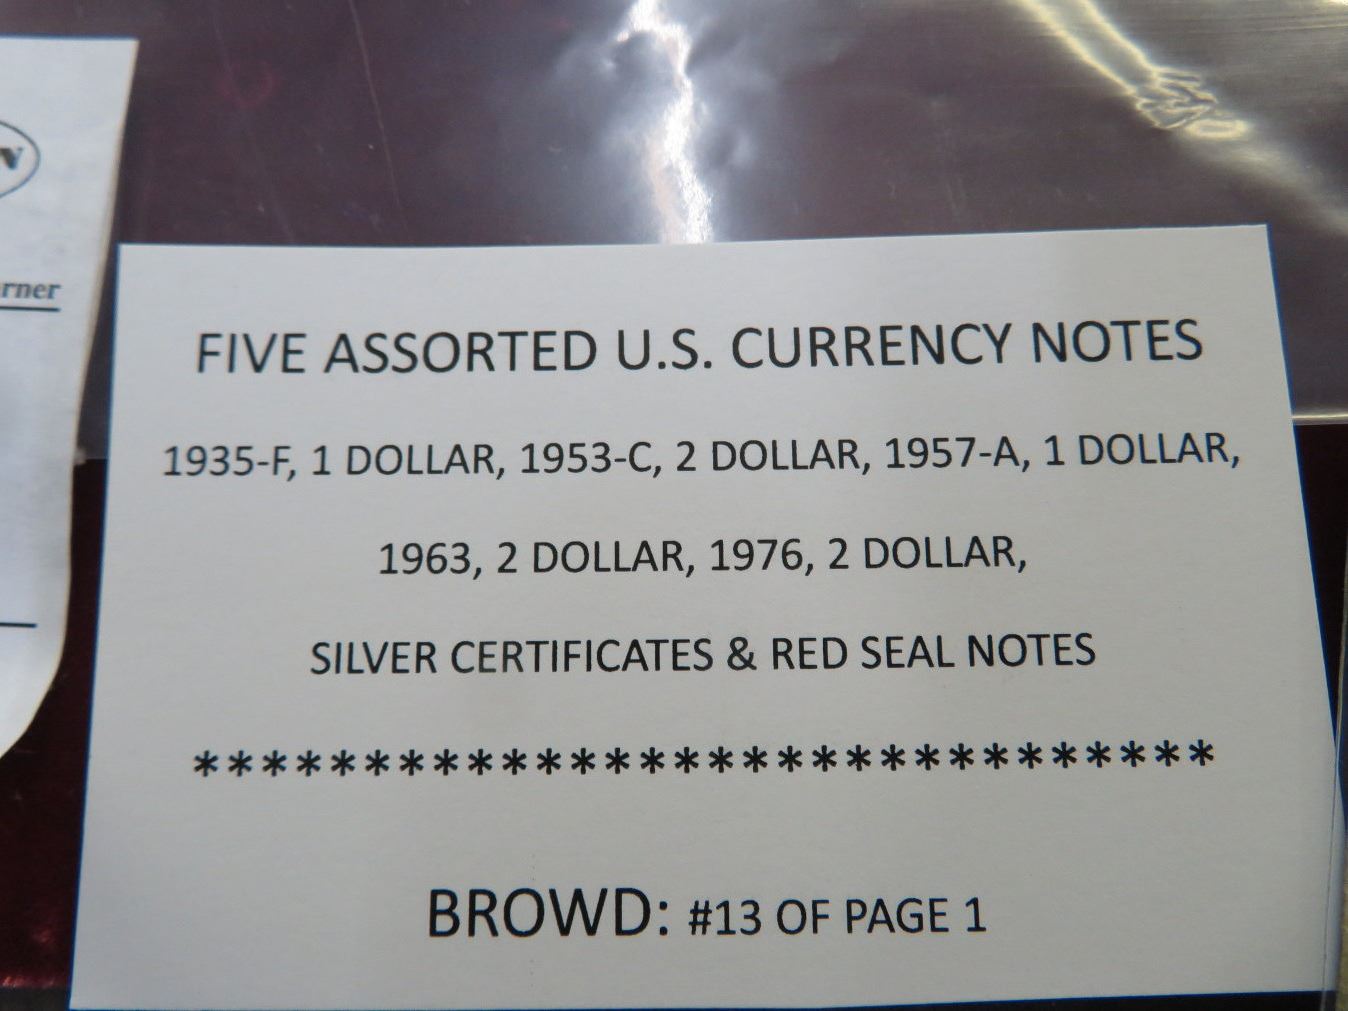 FIVE ASSORTED U.S. CURRENCY NOTES
1935-F, 1 DOLLAR, 1953-C, 2 DOLLAR, 1957-A, 1 DOLLAR,
1963, 2 DOLLAR, 1976, 2 DOLLAR,
SILVER CERTIFICATES & RED SEAL NOTES
******************************
BROWD: #13 OF PAGE 1